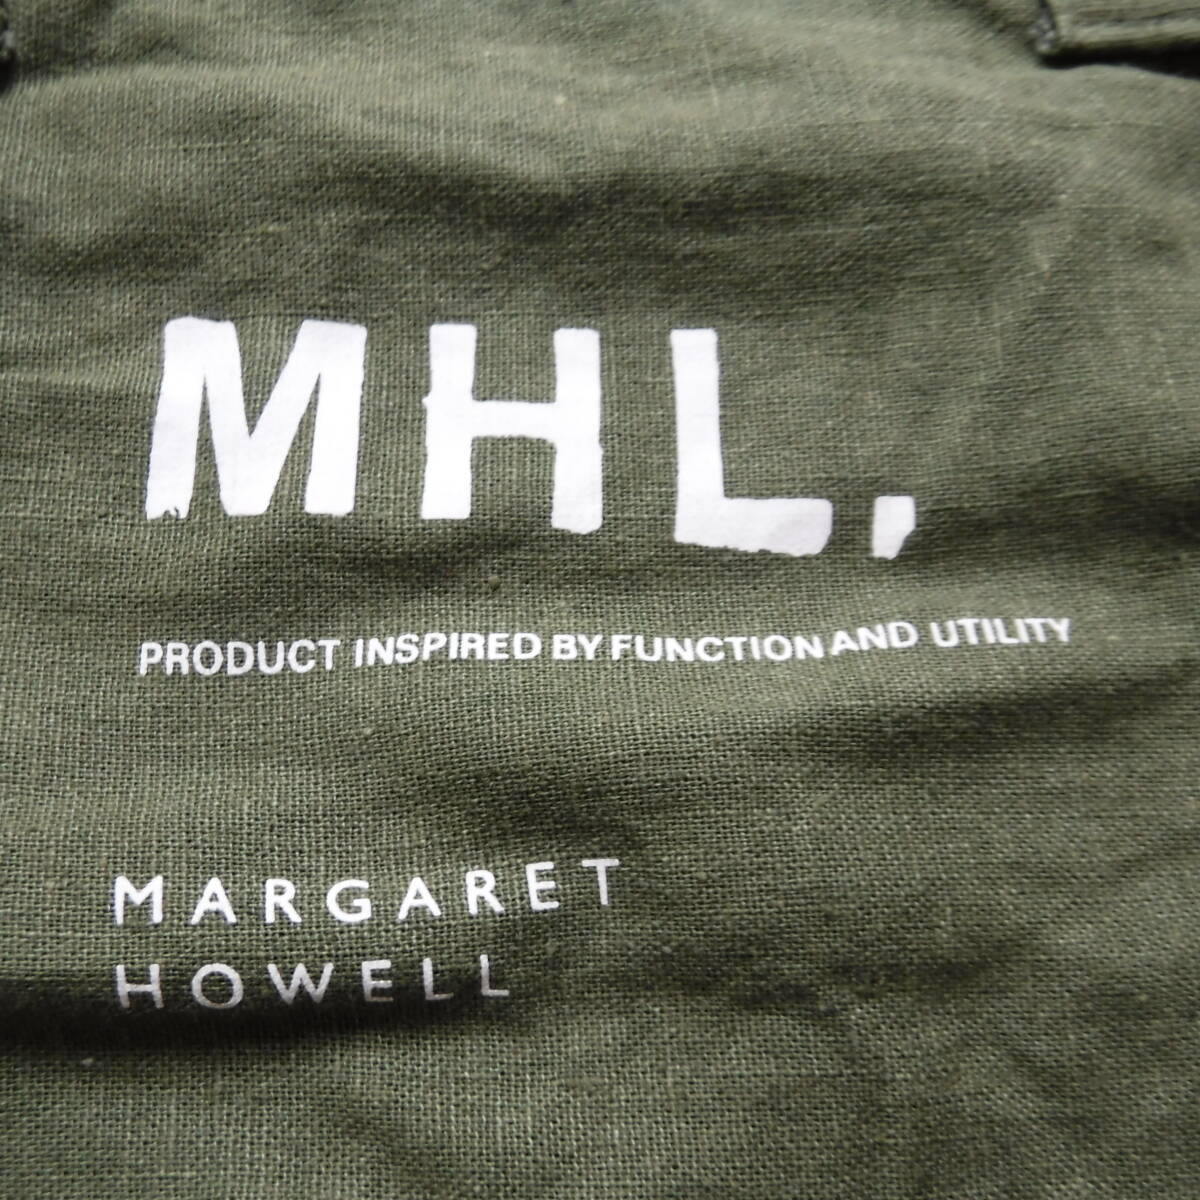 MHL,
PRODUCT INSPIRED BY FUNCTION AND UTILITY
MARGARET
HOWELL